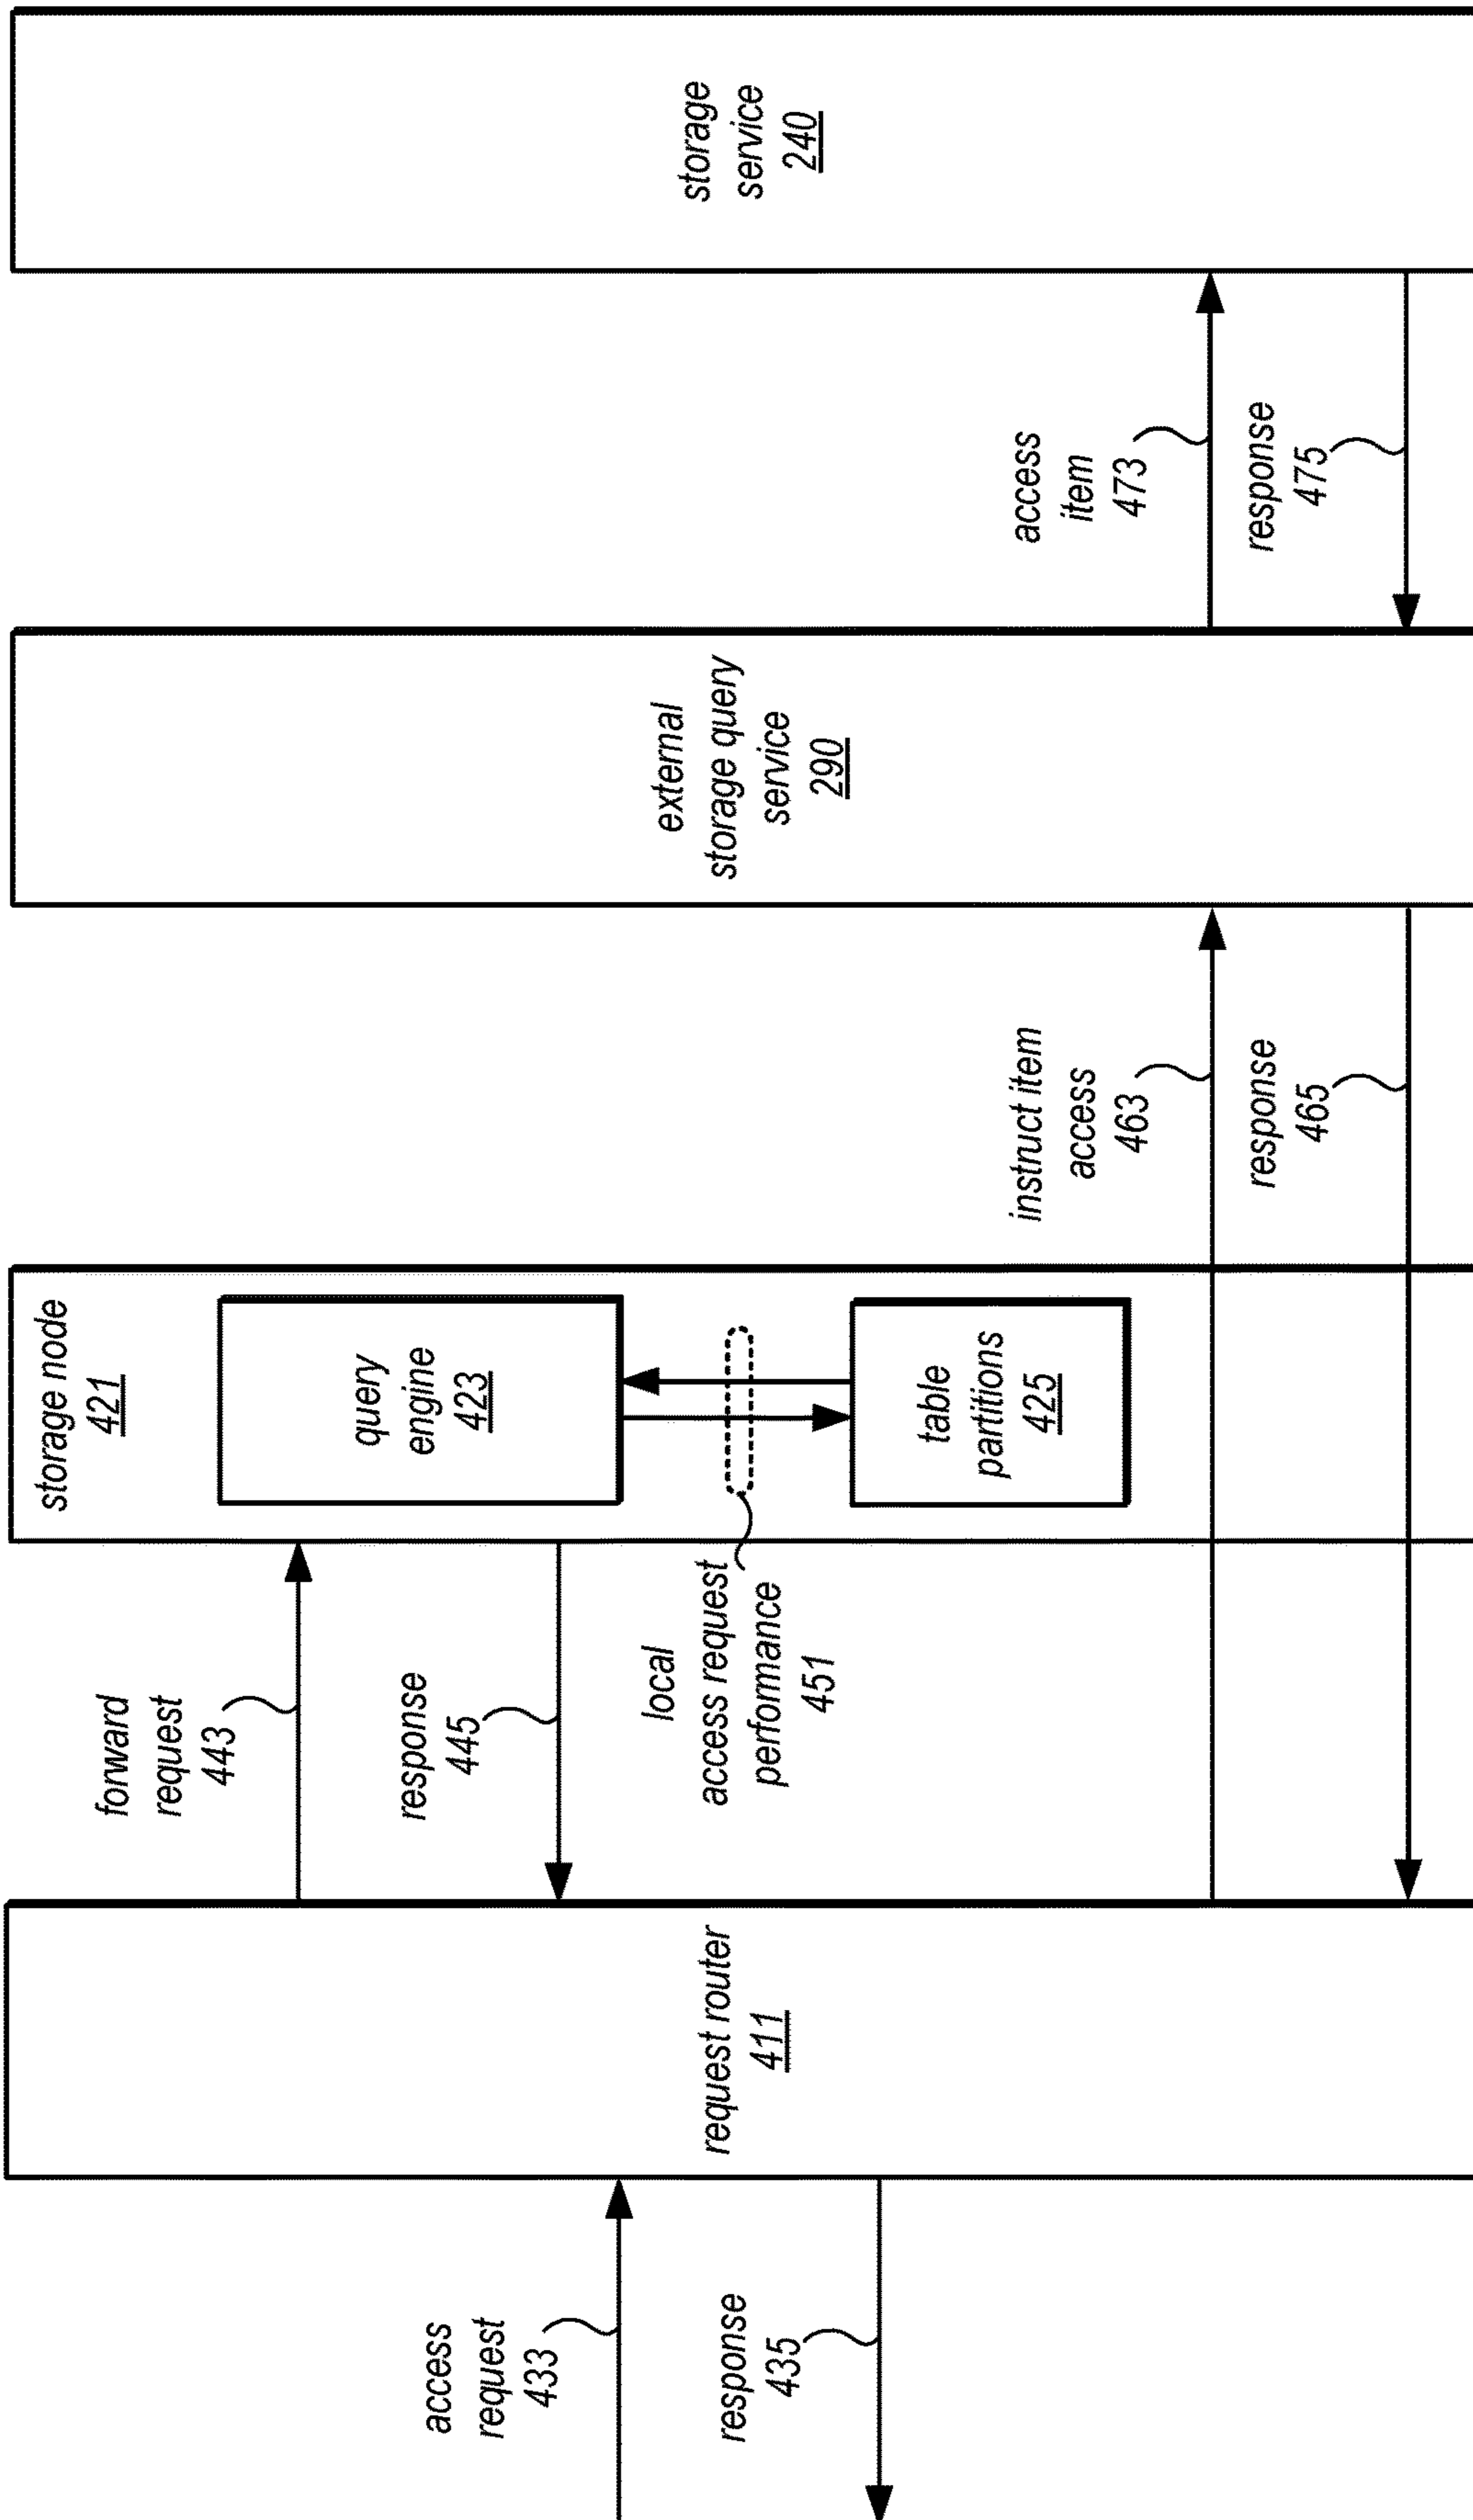 access
request
433
response
435
request router
411
forward
request
443
response
445
local
access request
performance
451
storage node
421
query
engine
423
table
partitions
425
instruct item
access
463
response
465
external
storage query
service
290
access
item
473
response
475
storage
service
240